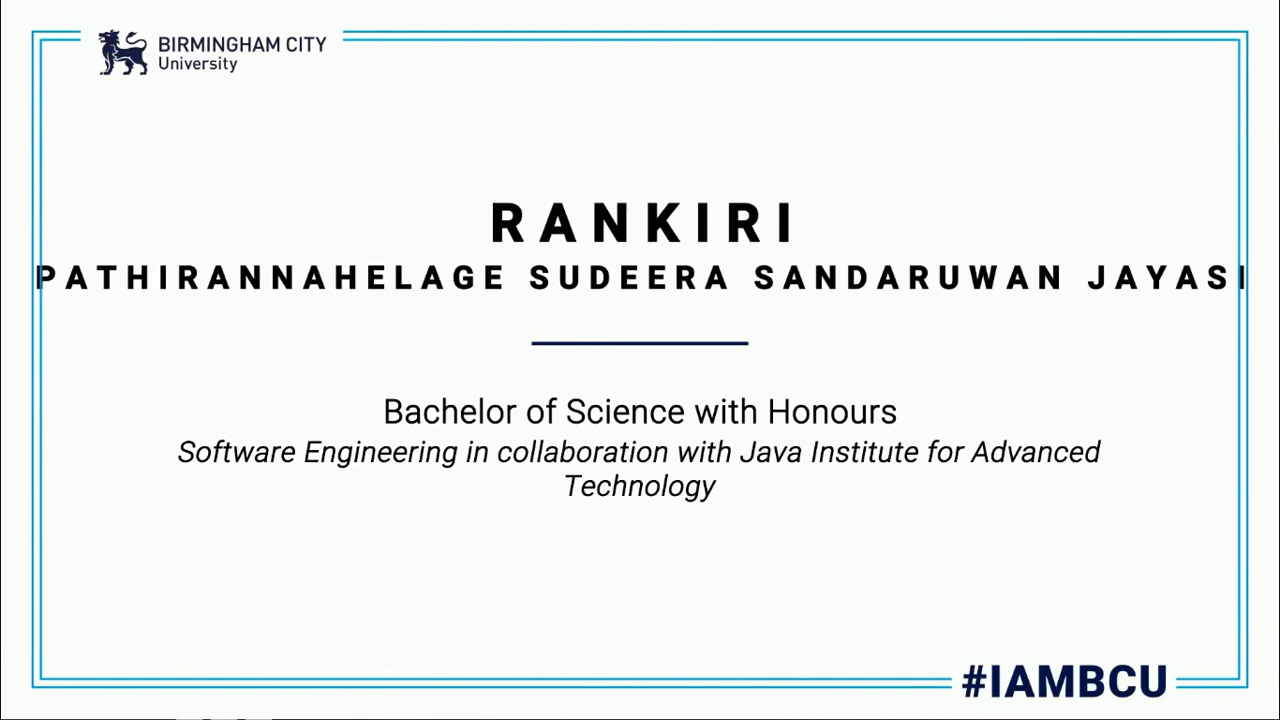 BIRMINGHAM CITY
University
RANKIRI
PATHIRANNAHELAGE SUDEERA SANDARUWAN
Bachelor of Science with Honours
Software Engineering in collaboration with Java Institute for Advanced
Technology
#IAMBCU